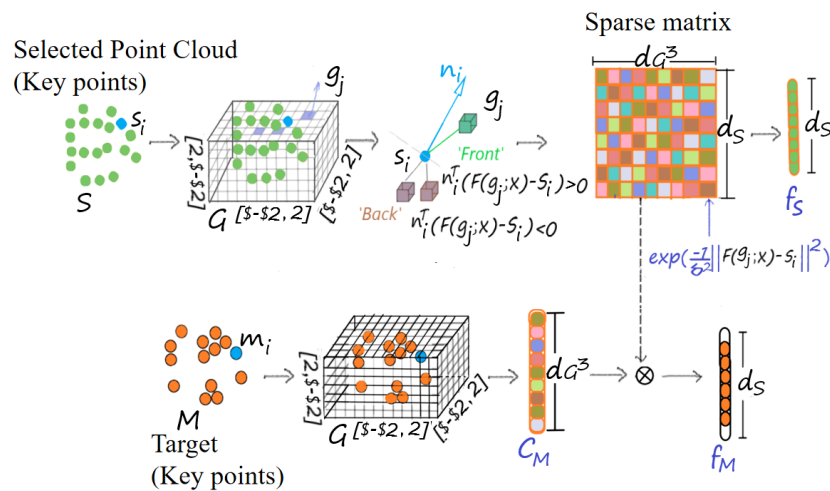 Sparse matrix
Selected Point Cloud
(Key points)
dG³
n_i
g_j
g_j
s_i
d_S
d_S
[2,$-$2]
[$-$2, 2]
s_i
'Front'
n_i^T(F(g_j;x)-S_i)>0
'Back'
n_i^T(F(g_j;x)-S_i)<0
S
G [$-$2, 2]
f_S
exp(-1/б² ||F(g_j;x)-S_i||²)
m_i
[2,$-$2]
dG³
⊗
d_S
M
G [$-$2, 2]
[$-$2, 2]
Target
(Key points)
C_M
f_M